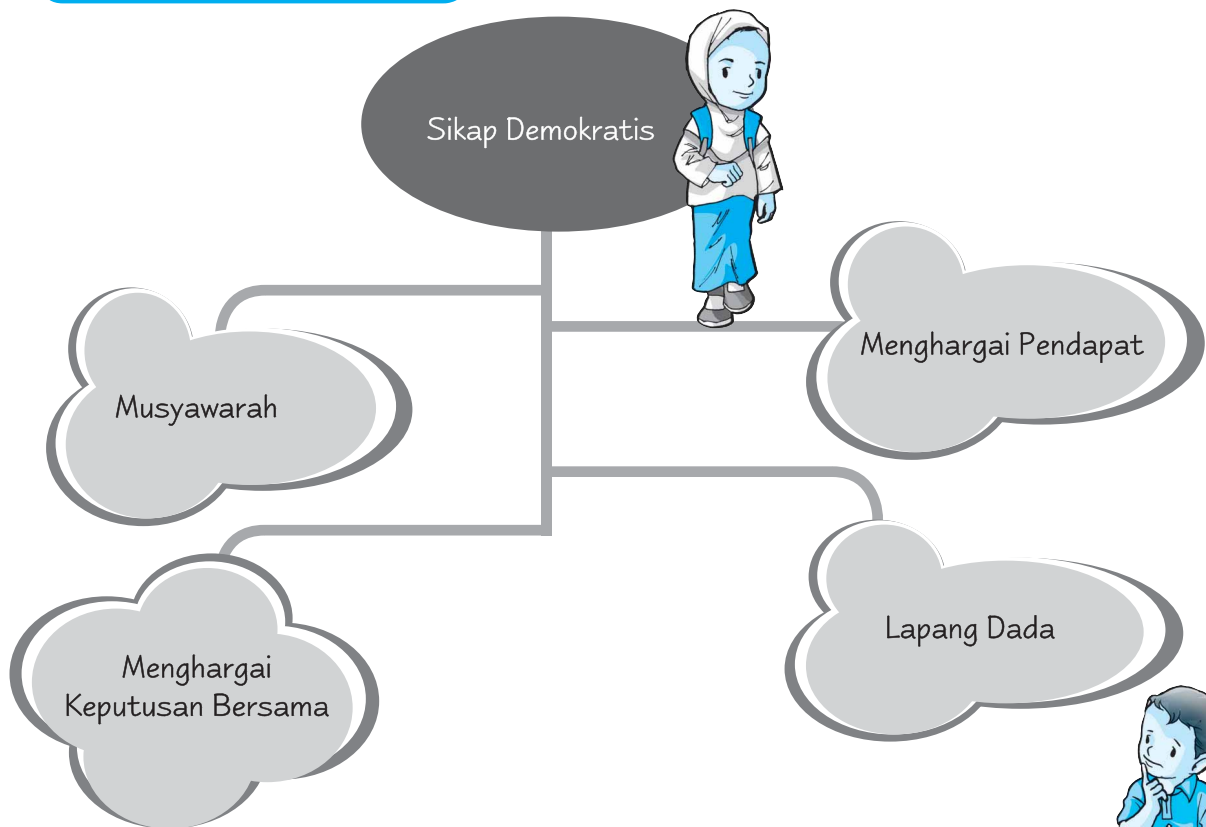 Sikap Demokratis
Menghargai Pendapat
Musyawarah
Lapang Dada
Menghargai
Keputusan Bersama